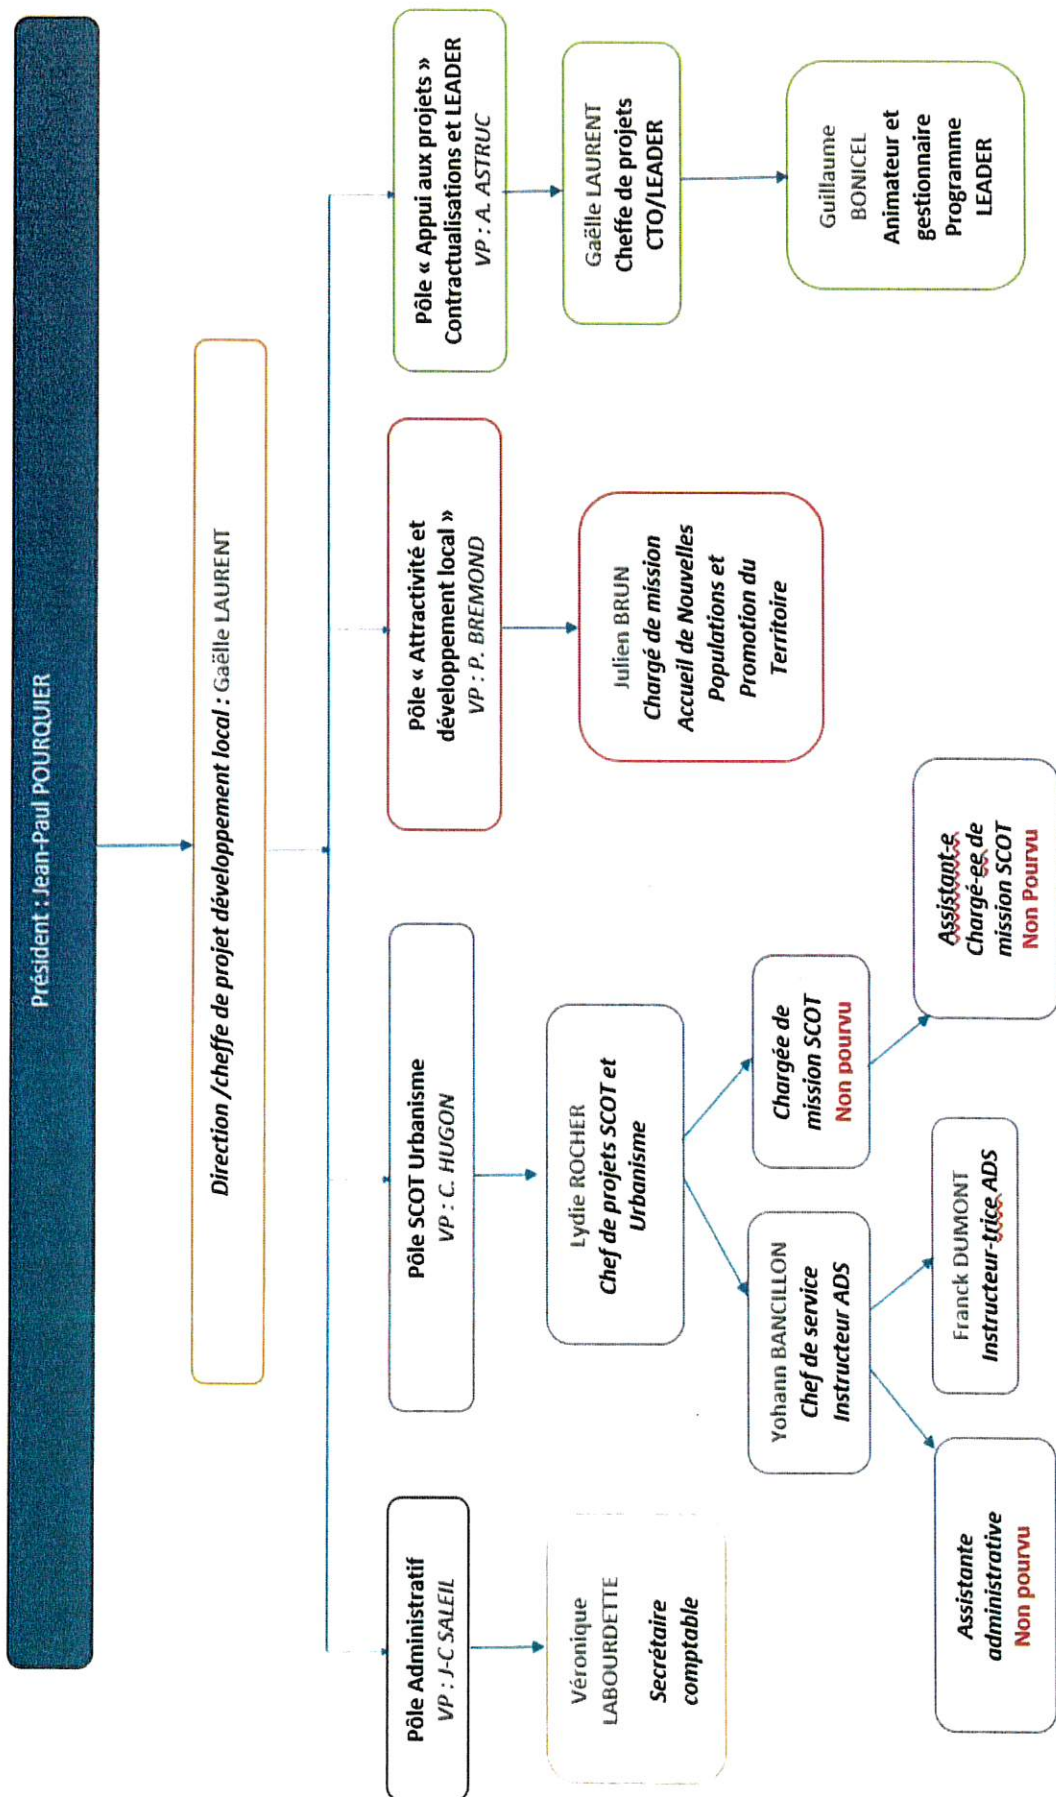 Président : Jean-Paul POURQUIER
Direction /cheffe de projet développement local : Gaëlle LAURENT
Pôle Administratif
VP : J-C SALEIL
Véronique
LABOURDETTE
Secrétaire
comptable
Pôle SCOT Urbanisme
VP : C. HUGON
Lydie ROCHER
Chef de projets SCOT et
Urbanisme
Yohann BANCILLON
Chef de service
Instructeur ADS
Assistante
administrative
Non pourvu
Franck DUMONT
Instructeur-trice ADS
Chargée de
mission SCOT
Non pourvu
Assistant-e
Chargé-ee de
mission SCOT
Non Pourvu
Pôle « Attractivité et
développement local »
VP : P. BREMOND
Julien BRUN
Chargé de mission
Accueil de Nouvelles
Populations et
Promotion du
Territoire
Pôle « Appui aux projets »
Contractualisations et LEADER
VP : A. ASTRUC
Gaëlle LAURENT
Cheffe de projets
CTO/LEADER
Guillaume
BONICEL
Animateur et
gestionnaire
Programme
LEADER